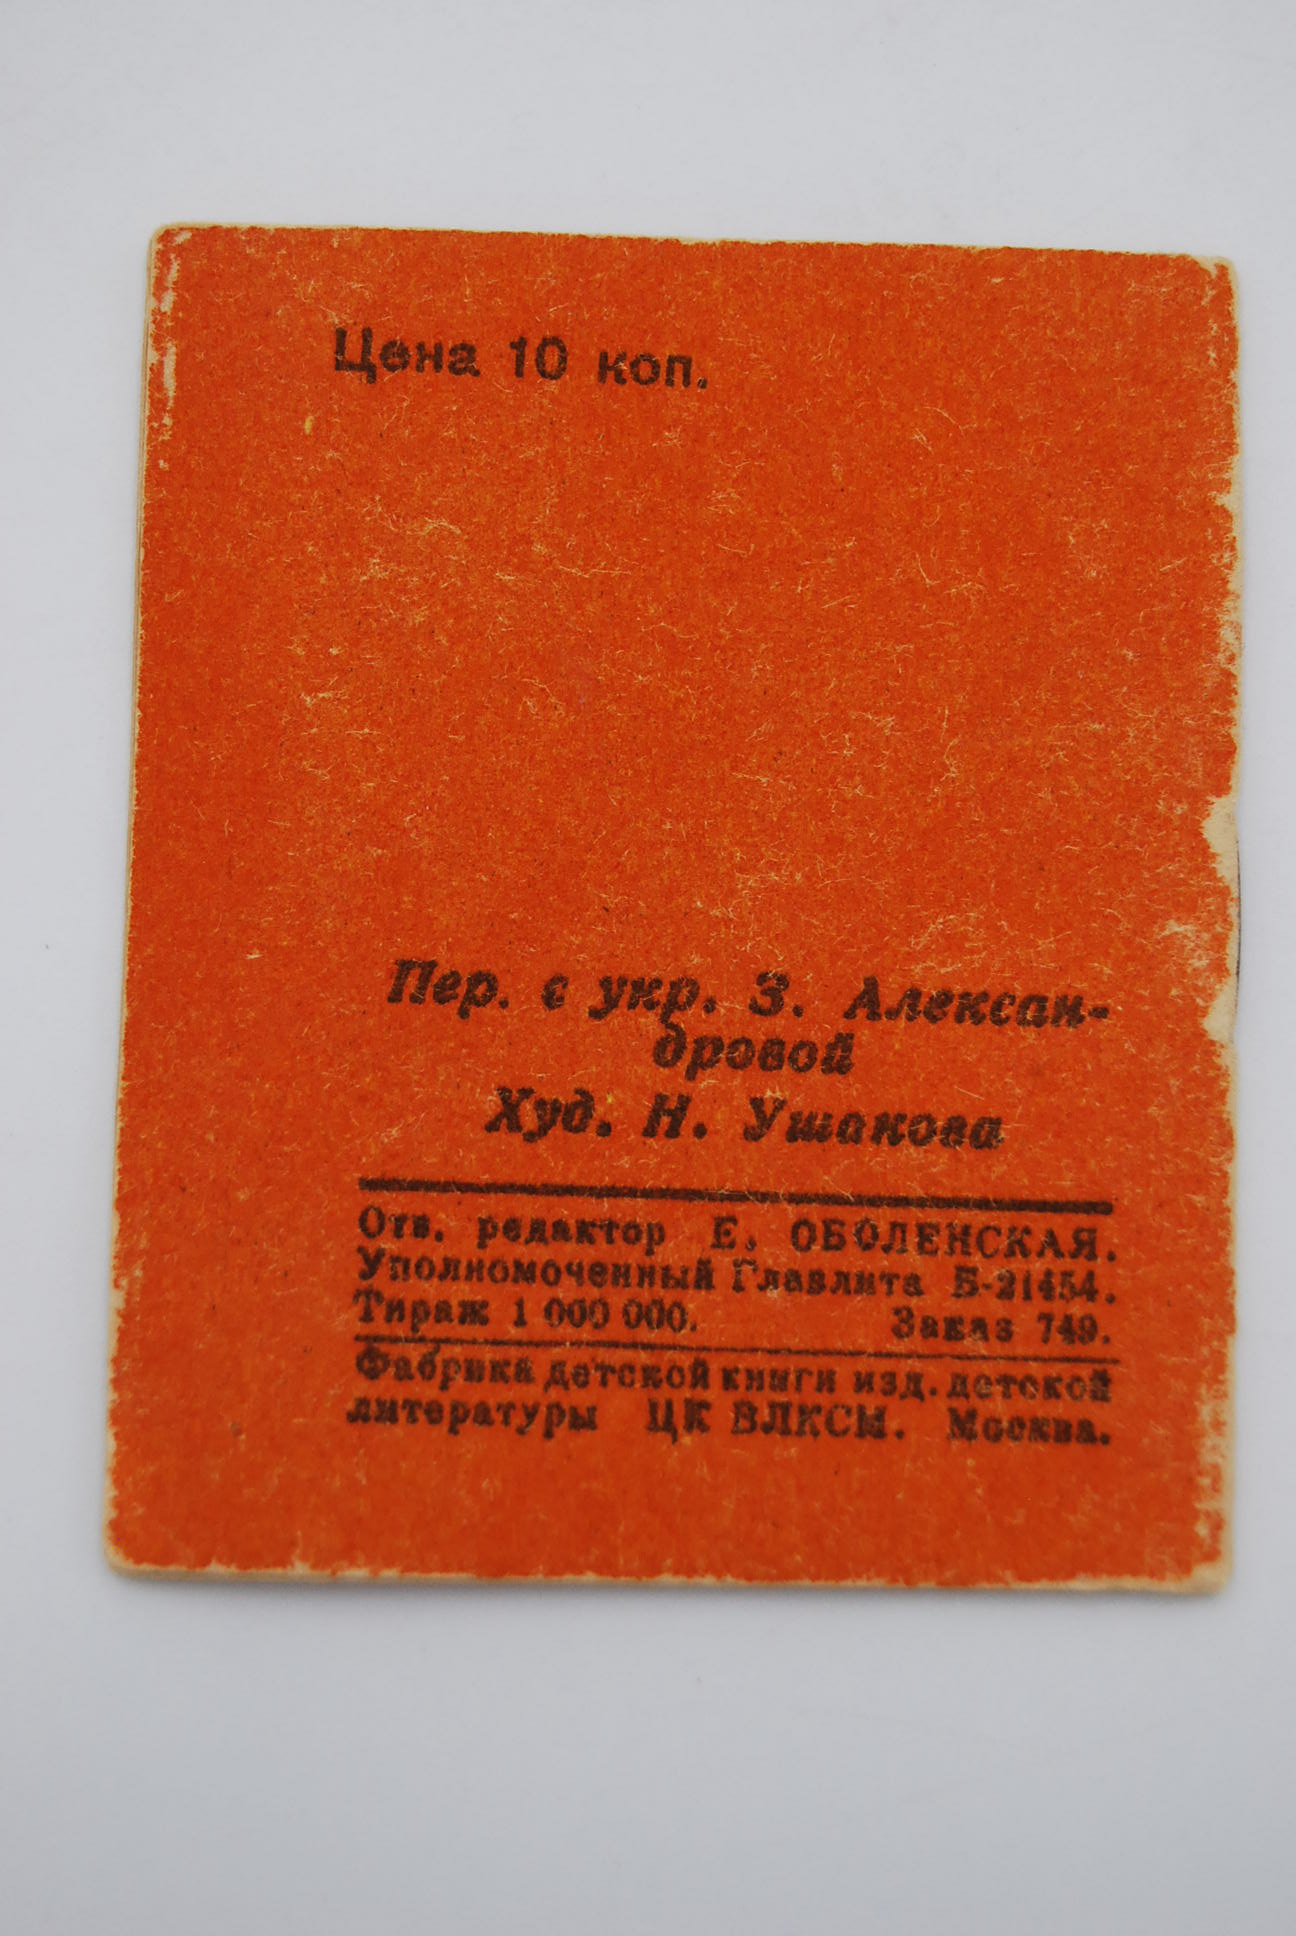 Цена 10 коп.
Пер. с укр. З. Алексан-
дровой
Худ. Н. Ушакова
Отв. редактор Е. ОБОЛЕНСКАЯ.
Уполномоченный Главлита Б-21454.
Тираж 1 000 000. Заказ 749.
Фабрика детской книги изд. детской
литературы ЦК ВЛКСМ. Москва.